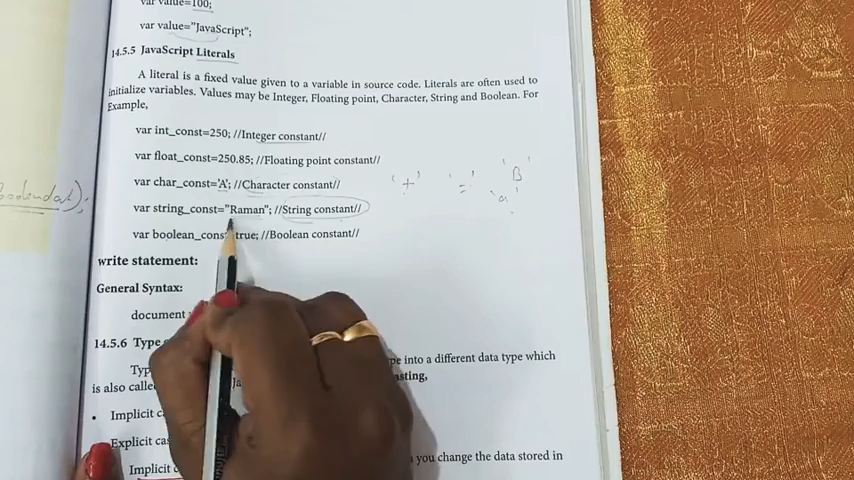 var value=100;
var value="JavaScript";
14.5.5 JavaScript Literals
A literal is a fixed value given to a variable in source code. Literals are often used to
initialize variables. Values may be Integer, Floating point, Character, String and Boolean. For
Example,
var int_const=250; //Integer constant//
var float_const=250.85; //Floating point constant//
var char_const='A'; //Character constant//
'+' '=' 'B' 'a'
var string_const="Raman"; //String constant//
var boolean_const true; //Boolean constant//
write statement:
General Syntax:
document
14.5.6 Type
into a different data type which
is also
Implicit
Explicit
Implicit you change the data stored in